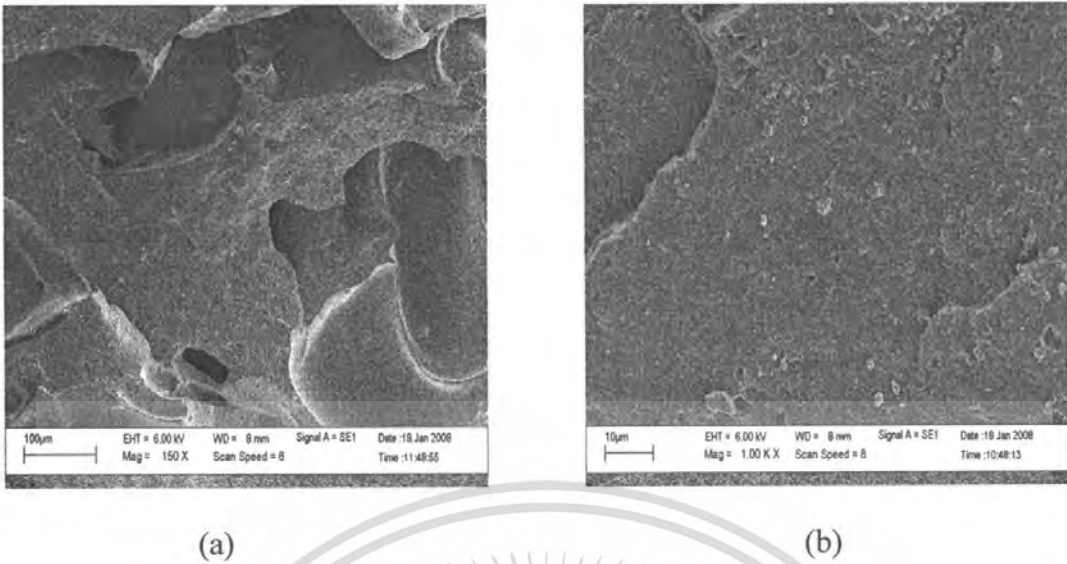 100µm EHT = 6.00 kV WD = 8 mm Signal A = SE1 Date :18 Jan 2008
Mag = 150 X Scan Speed = 8 Time :11:49:55
10µm EHT = 6.00 kV WD = 8 mm Signal A = SE1 Date :18 Jan 2008
Mag = 1.00 K X Scan Speed = 8 Time :10:48:13
(a) (b)